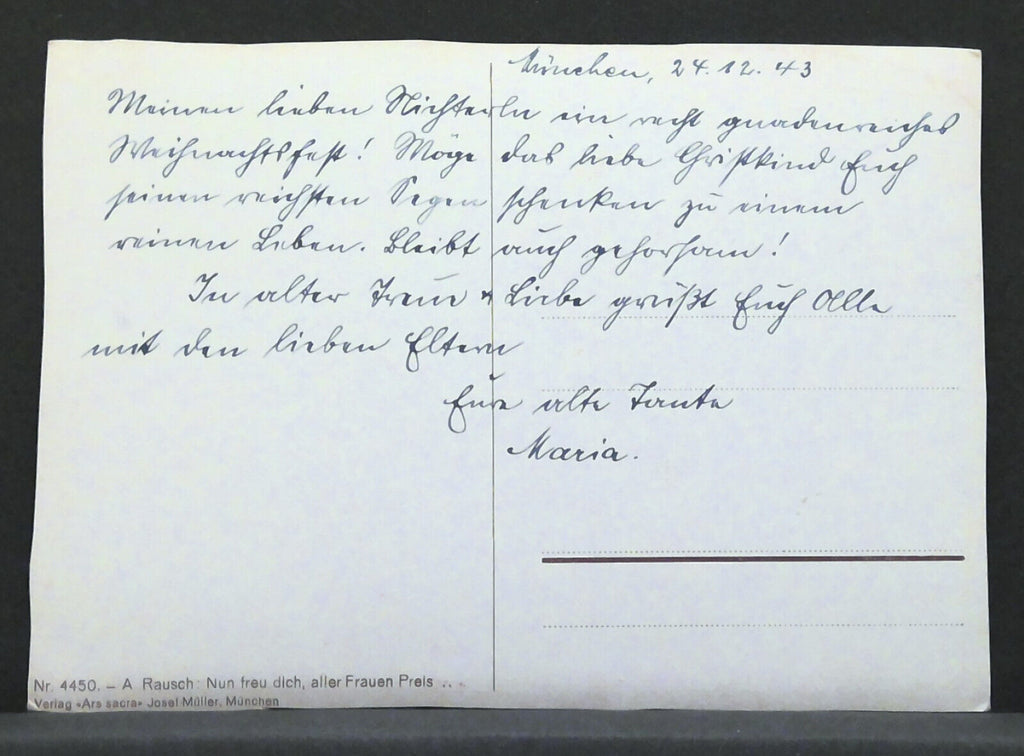 München, 24.12.43
Meinen lieben Nichterln ein recht gnadenreiches
Weihnachtsfest! Möge das liebe Christkind Euch
seinen reichsten Segen schenken zu einem
reinen Leben. Bleibt auch gehorsam!
In alter Treue & Liebe grüßt Euch Alle
mit den lieben Eltern
Eure alte Tante
Maria.
Nr. 4450. – A Rausch: Nun freu dich, aller Frauen Preis ...
Verlag «Ars sacra» Josef Müller, München